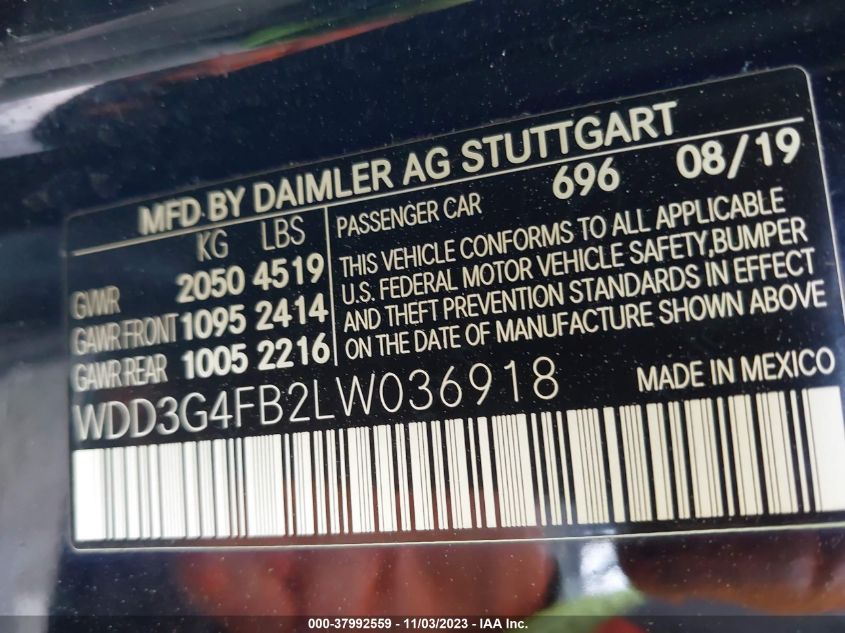 MFD BY DAIMLER AG STUTTGART
KG LBS
GVWR 2050 4519
GAWR FRONT 1095 2414
GAWR REAR 1005 2216
696 08/19
PASSENGER CAR
THIS VEHICLE CONFORMS TO ALL APPLICABLE
U.S. FEDERAL MOTOR VEHICLE SAFETY,BUMPER
AND THEFT PREVENTION STANDARDS IN EFFECT
ON THE DATE OF MANUFACTURE SHOWN ABOVE
WDD3G4FB2LW036918
MADE IN MEXICO
000-37992559 - 11/03/2023 - IAA Inc.